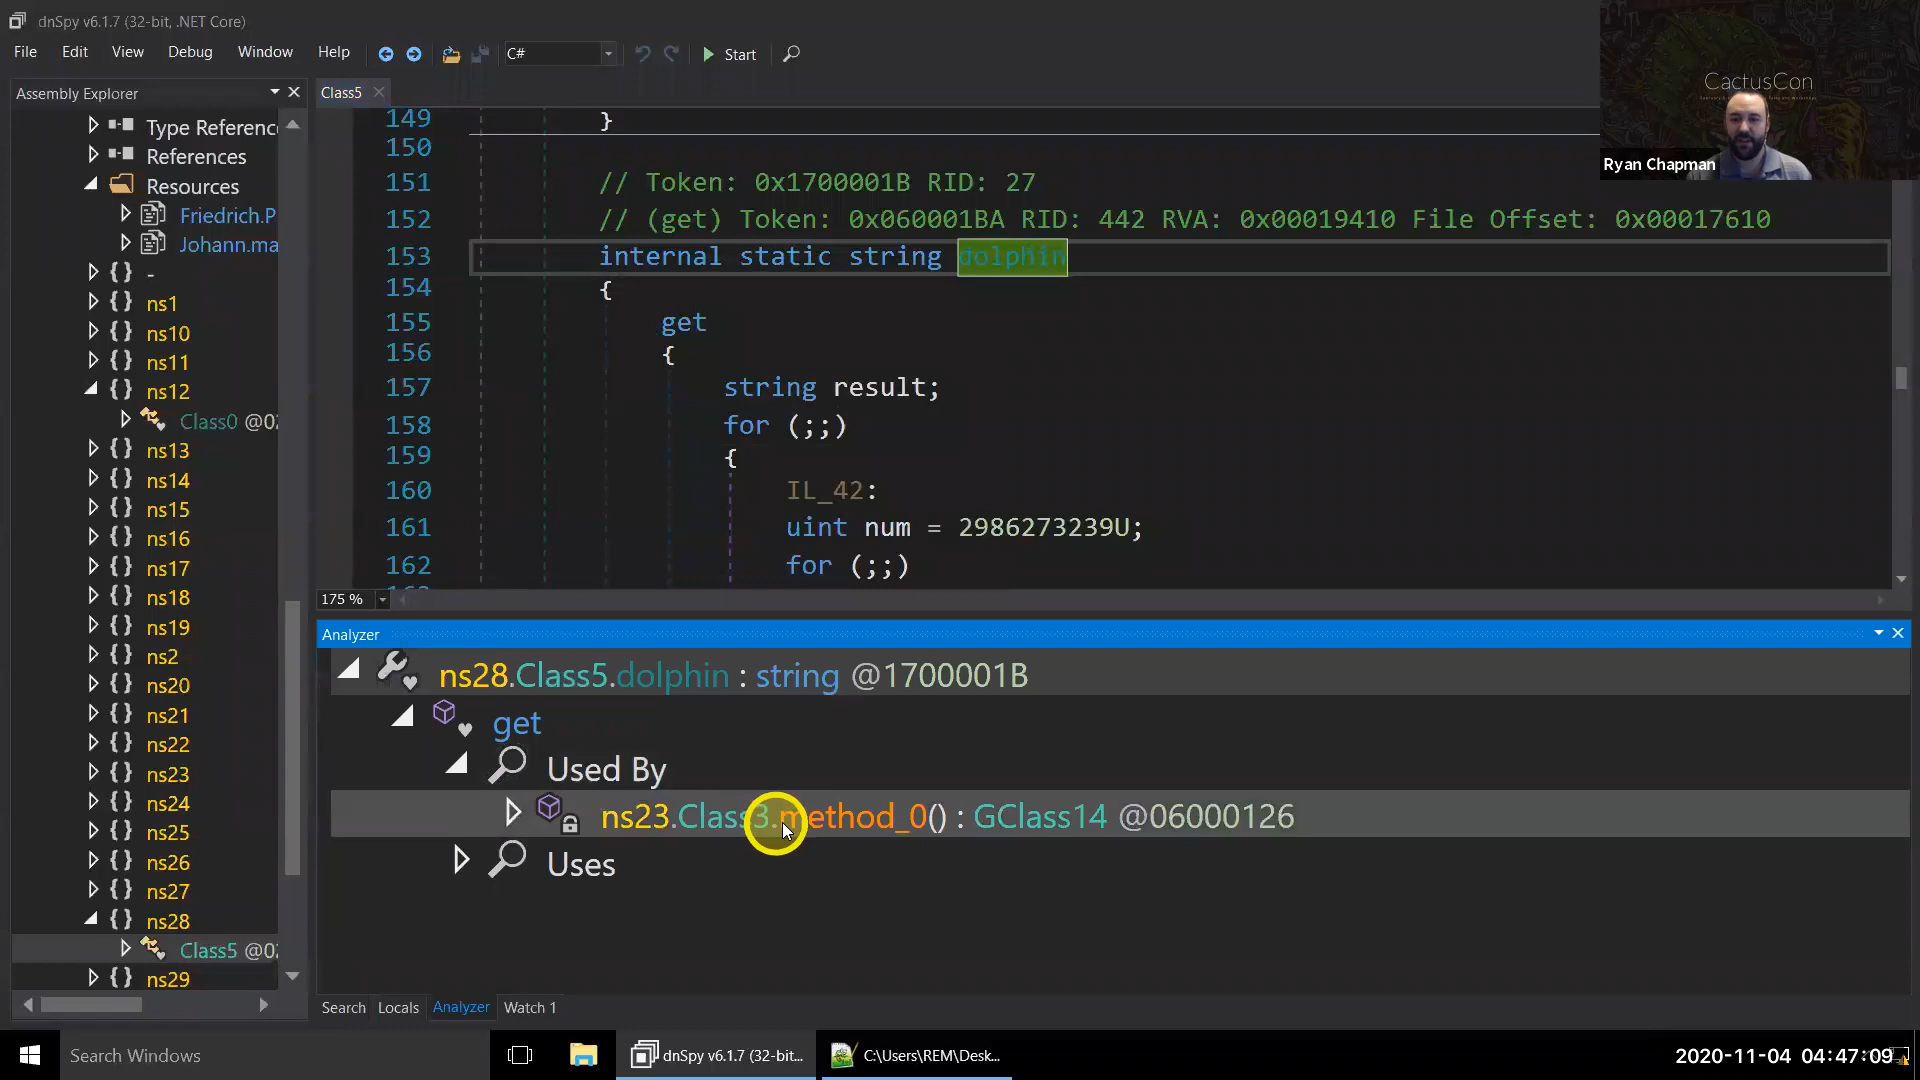 dnSpy v6.1.7 (32-bit, .NET Core)
File Edit View Debug Window Help C# Start
Assembly Explorer
Type Referenc
References
Resources
Friedrich.P
Johann.ma
-
ns1
ns10
ns11
ns12
Class0 @02
ns13
ns14
ns15
ns16
ns17
ns18
ns19
ns2
ns20
ns21
ns22
ns23
ns24
ns25
ns26
ns27
ns28
Class5 @02
ns29
Class5
149 }
150
151 // Token: 0x1700001B RID: 27
152 // (get) Token: 0x060001BA RID: 442 RVA: 0x00019410 File Offset: 0x00017610
153 internal static string dolphin
154 {
155 get
156 {
157 string result;
158 for (;;)
159 {
160 IL_42:
161 uint num = 2986273239U;
162 for (;;)
175 %
CactusCon
Ryan Chapman
Analyzer
ns28.Class5.dolphin : string @1700001B
get
Used By
ns23.Class3.method_0() : GClass14 @06000126
Uses
Search Locals Analyzer Watch 1
Search Windows
dnSpy v6.1.7 (32-bit...
C:\Users\REM\Desk...
2020-11-04 04:47:09